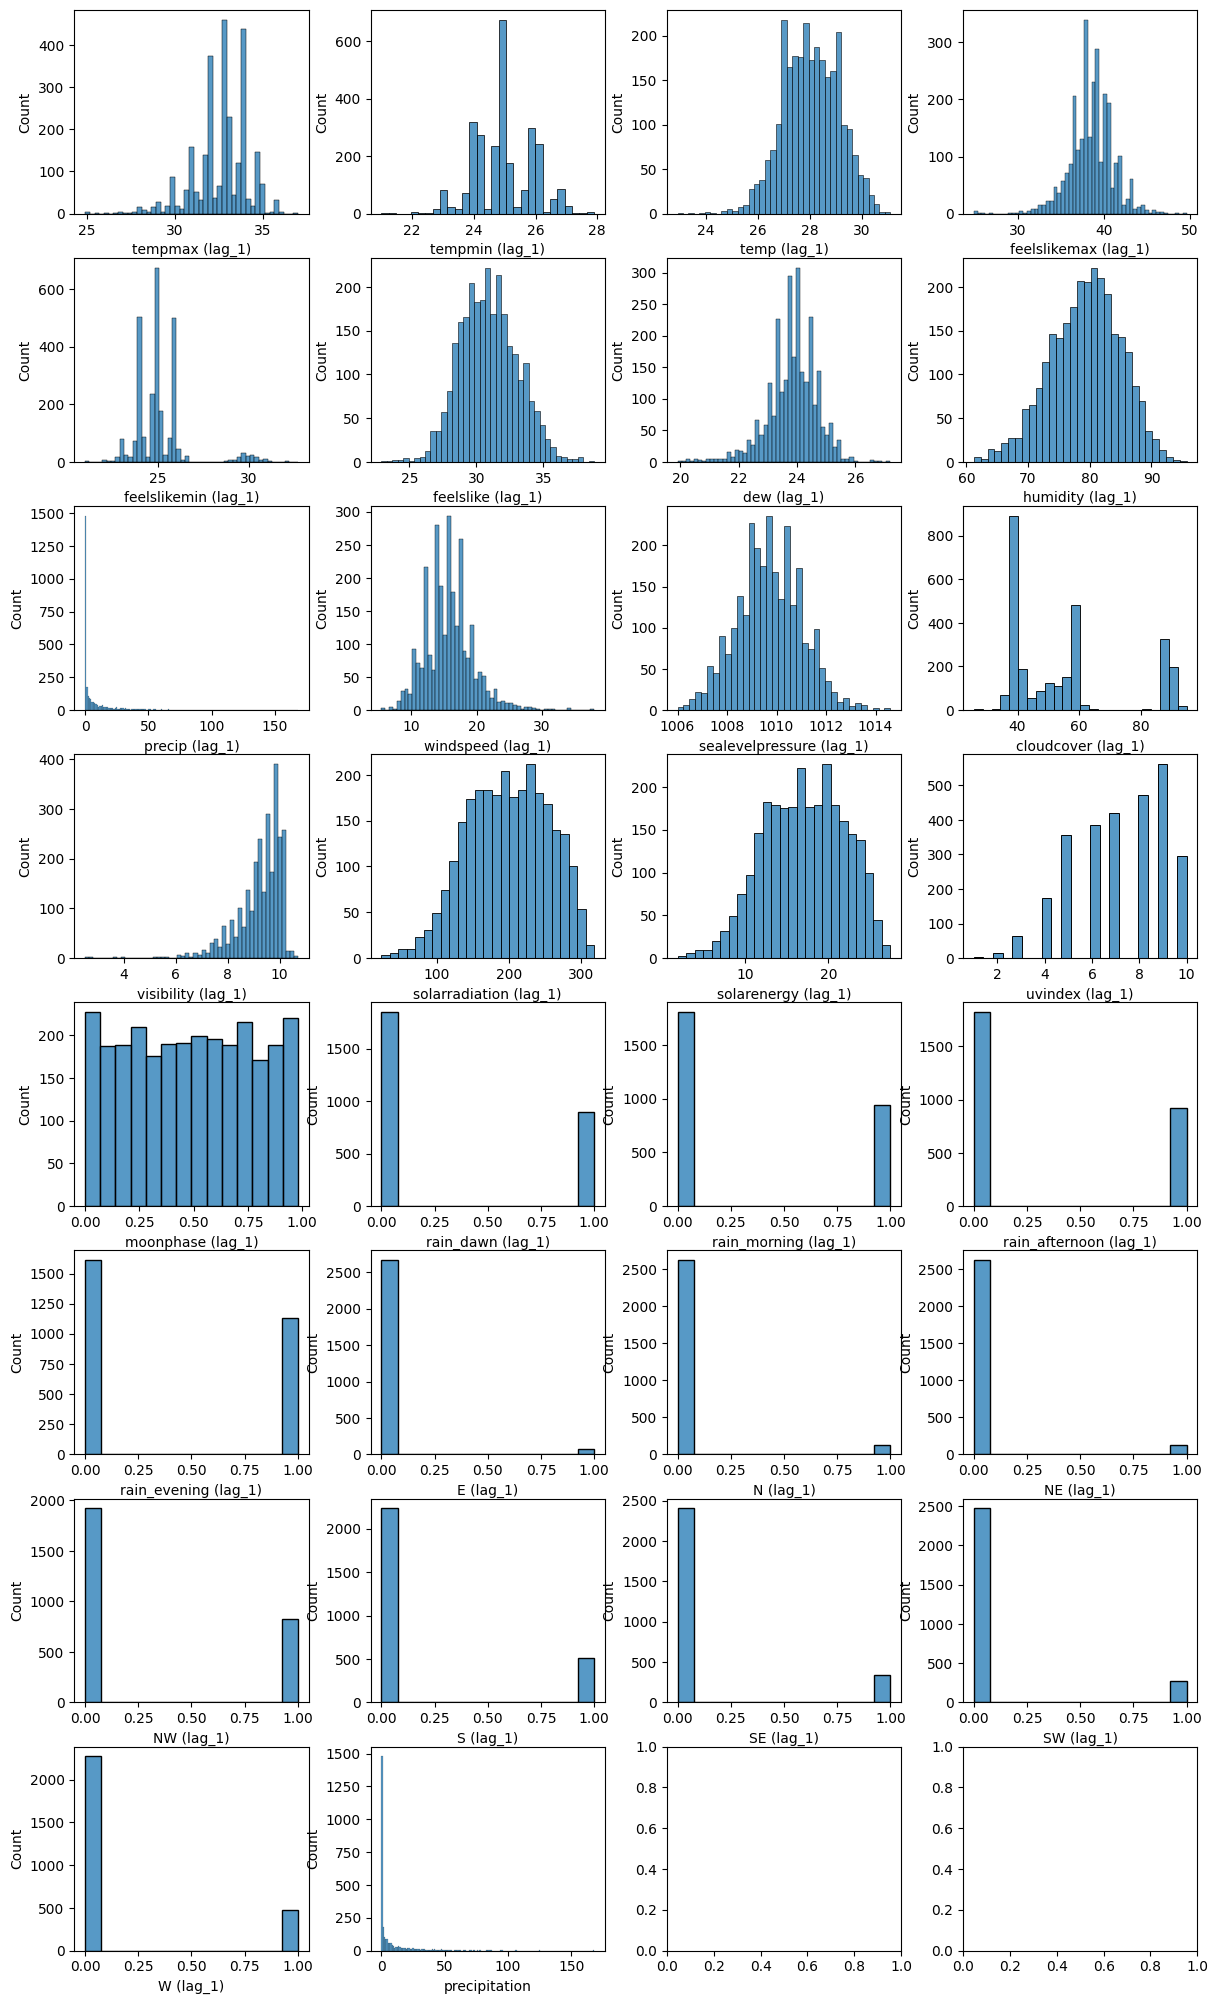 400
300
200
100
0
Count
25 30 35
tempmax (lag_1)
600
400
200
0
Count
22 24 26 28
tempmin (lag_1)
200
150
100
50
0
Count
24 26 28 30
temp (lag_1)
300
200
100
0
Count
30 40 50
feelslikemax (lag_1)
600
400
200
0
Count
25 30
feelslikemin (lag_1)
200
150
100
50
0
Count
25 30 35
feelslike (lag_1)
300
250
200
150
100
50
0
Count
20 22 24 26
dew (lag_1)
200
150
100
50
0
Count
60 70 80 90
humidity (lag_1)
1500
1250
1000
750
500
250
0
Count
0 50 100 150
precip (lag_1)
300
250
200
150
100
50
0
Count
10 20 30
windspeed (lag_1)
200
150
100
50
0
Count
1006 1008 1010 1012 1014
sealevelpressure (lag_1)
800
600
400
200
0
Count
40 60 80
cloudcover (lag_1)
400
300
200
100
0
Count
4 6 8 10
visibility (lag_1)
200
150
100
50
0
Count
100 200 300
solarradiation (lag_1)
200
150
100
50
0
Count
10 20
solarenergy (lag_1)
500
400
300
200
100
0
Count
2 4 6 8 10
uvindex (lag_1)
200
150
100
50
0
Count
0.00 0.25 0.50 0.75 1.00
moonphase (lag_1)
1500
1000
500
0
Count
0.00 0.25 0.50 0.75 1.00
rain_dawn (lag_1)
1500
1000
500
0
Count
0.00 0.25 0.50 0.75 1.00
rain_morning (lag_1)
1500
1000
500
0
Count
0.00 0.25 0.50 0.75 1.00
rain_afternoon (lag_1)
1500
1250
1000
750
500
250
0
Count
0.00 0.25 0.50 0.75 1.00
rain_evening (lag_1)
2500
2000
1500
1000
500
0
Count
0.00 0.25 0.50 0.75 1.00
E (lag_1)
2500
2000
1500
1000
500
0
Count
0.00 0.25 0.50 0.75 1.00
N (lag_1)
2500
2000
1500
1000
500
0
Count
0.00 0.25 0.50 0.75 1.00
NE (lag_1)
2000
1500
1000
500
0
Count
0.00 0.25 0.50 0.75 1.00
NW (lag_1)
2000
1500
1000
500
0
Count
0.00 0.25 0.50 0.75 1.00
S (lag_1)
2500
2000
1500
1000
500
0
Count
0.00 0.25 0.50 0.75 1.00
SE (lag_1)
2500
2000
1500
1000
500
0
Count
0.00 0.25 0.50 0.75 1.00
SW (lag_1)
2000
1500
1000
500
0
Count
0.00 0.25 0.50 0.75 1.00
W (lag_1)
1500
1250
1000
750
500
250
0
Count
0 50 100 150
precipitation
1.0
0.8
0.6
0.4
0.2
0.0
0.0 0.2 0.4 0.6 0.8 1.0
1.0
0.8
0.6
0.4
0.2
0.0
0.0 0.2 0.4 0.6 0.8 1.0